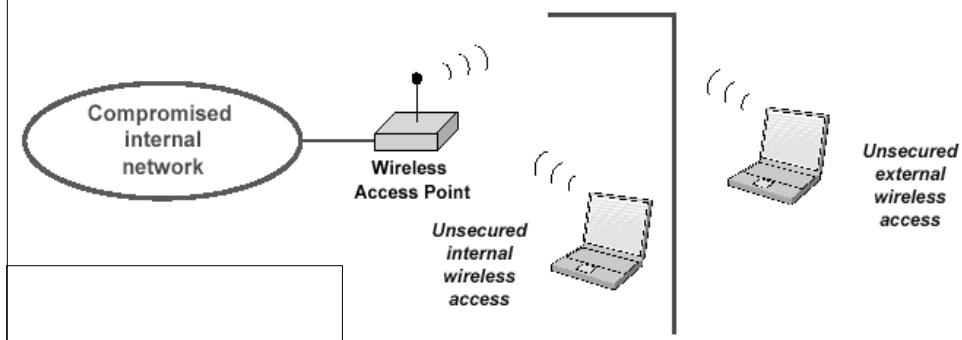 Compromised
internal
network
Wireless
Access Point
Unsecured
internal
wireless
access
Unsecured
external
wireless
access